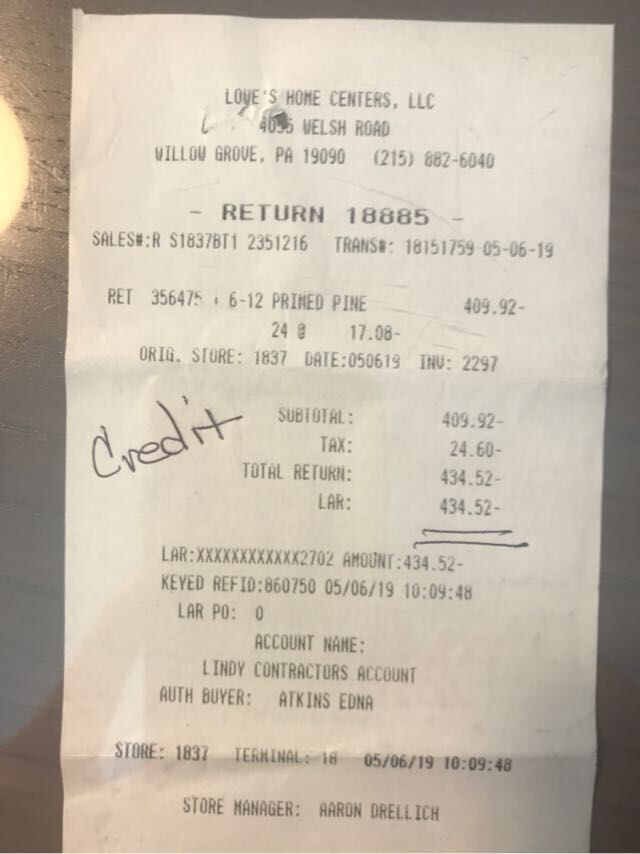 LOWE'S HOME CENTERS, LLC
WELSH ROAD
WILLOW GROVE, PA 19090 (215) 882-6040
- RETURN 18885 -
SALES#:R S1837BT1 2351216 TRANS#: 18151759 05-06-19
RET 356475 6-12 PRIMED PINE 409.92-
24 @ 17.08-
ORIG. STORE: 1837 DATE:050619 INV: 2297
SUBTOTAL: 409.92-
Credit
TAX: 24.60-
TOTAL RETURN: 434.52-
LAR: 434.52-
LAR:XXXXXXXXXXXX2702 AMOUNT:434.52-
KEYED REFID:860750 05/06/19 10:09:48
LAR PO: 0
ACCOUNT NAME:
LINDY CONTRACTORS ACCOUNT
AUTH BUYER: ATKINS EDNA
STORE: 1837 TERMINAL: 18 05/06/19 10:09:48
STORE MANAGER: AARON DRELLICH